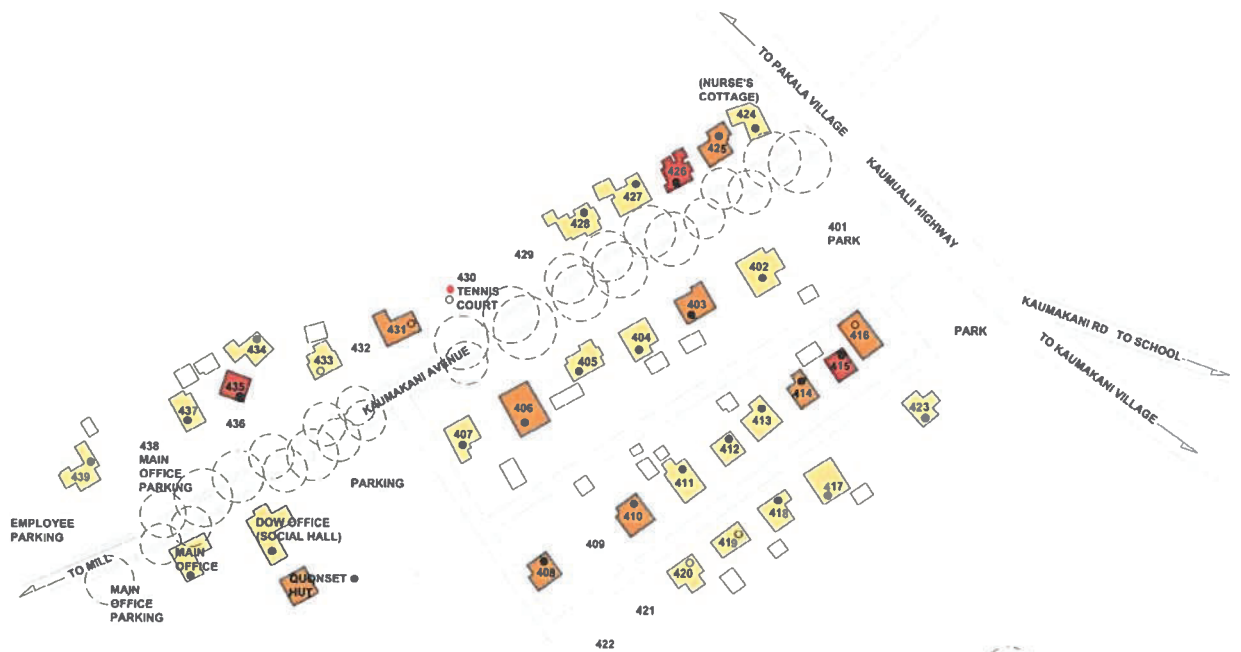 TO PAKALA VILLAGE
(NURSE'S
COTTAGE)
424
425
426
427
428
KAUMUALII HIGHWAY
401
PARK
429
402
430
TENNIS
COURT
403
431
432
404
416
PARK
KAUMAKANI RD TO SCHOOL
TO KAUMAKANI VILLAGE
433
434
405
415
KAUMAKANI AVENUE
435
414
437
436
406
413
423
407
412
438
MAIN
OFFICE
PARKING
439
PARKING
411
417
EMPLOYEE
PARKING
DOW OFFICE
(SOCIAL HALL)
410
418
409
419
MAIN
OFFICE
TO MILL
408
420
QUONSET
HUT
MAIN
OFFICE
PARKING
421
422